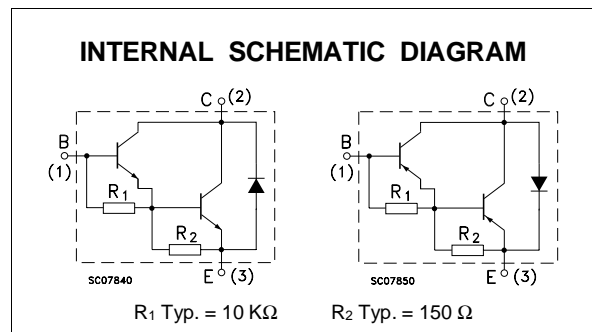 INTERNAL SCHEMATIC DIAGRAM
C (2)
B
(1)
R1
R2
E (3)
SC07840
C (2)
B
(1)
R1
R2
E (3)
SC07850
R1 Typ. = 10 KΩ
R2 Typ. = 150 Ω